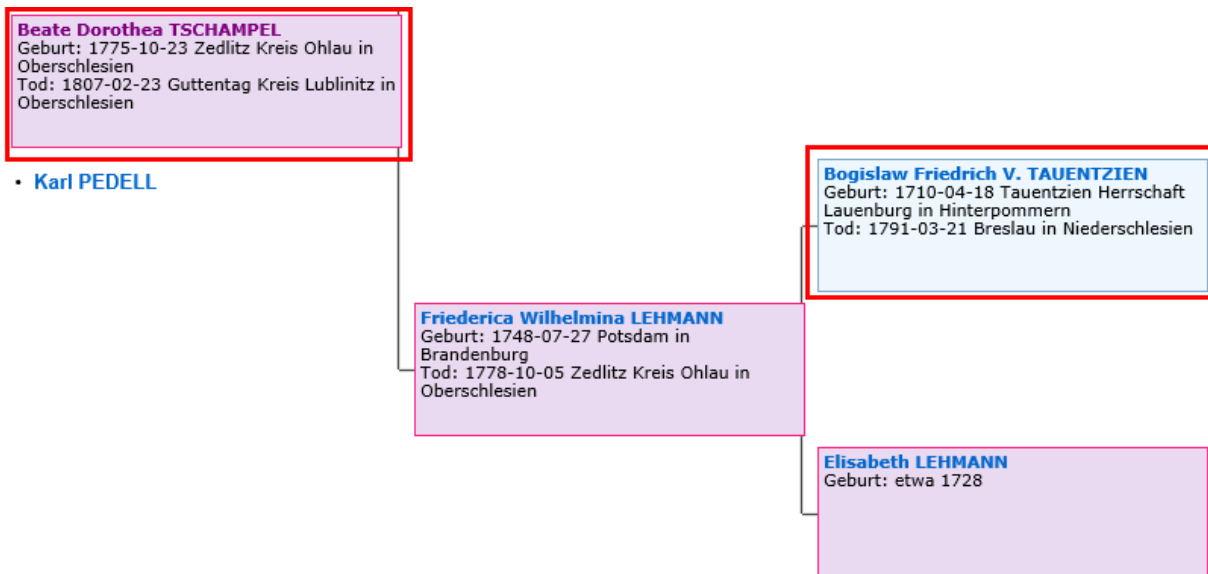 Beate Dorothea TSCHAMPEL
Geburt: 1775-10-23 Zedlitz Kreis Ohlau in
Oberschlesien
Tod: 1807-02-23 Guttentag Kreis Lublinitz in
Oberschlesien
• Karl PEDELL
Bogislaw Friedrich V. TAUENTZIEN
Geburt: 1710-04-18 Tauentzien Herrschaft
Lauenburg in Hinterpommern
Tod: 1791-03-21 Breslau in Niederschlesien
Friederica Wilhelmina LEHMANN
Geburt: 1748-07-27 Potsdam in
Brandenburg
Tod: 1778-10-05 Zedlitz Kreis Ohlau in
Oberschlesien
Elisabeth LEHMANN
Geburt: etwa 1728